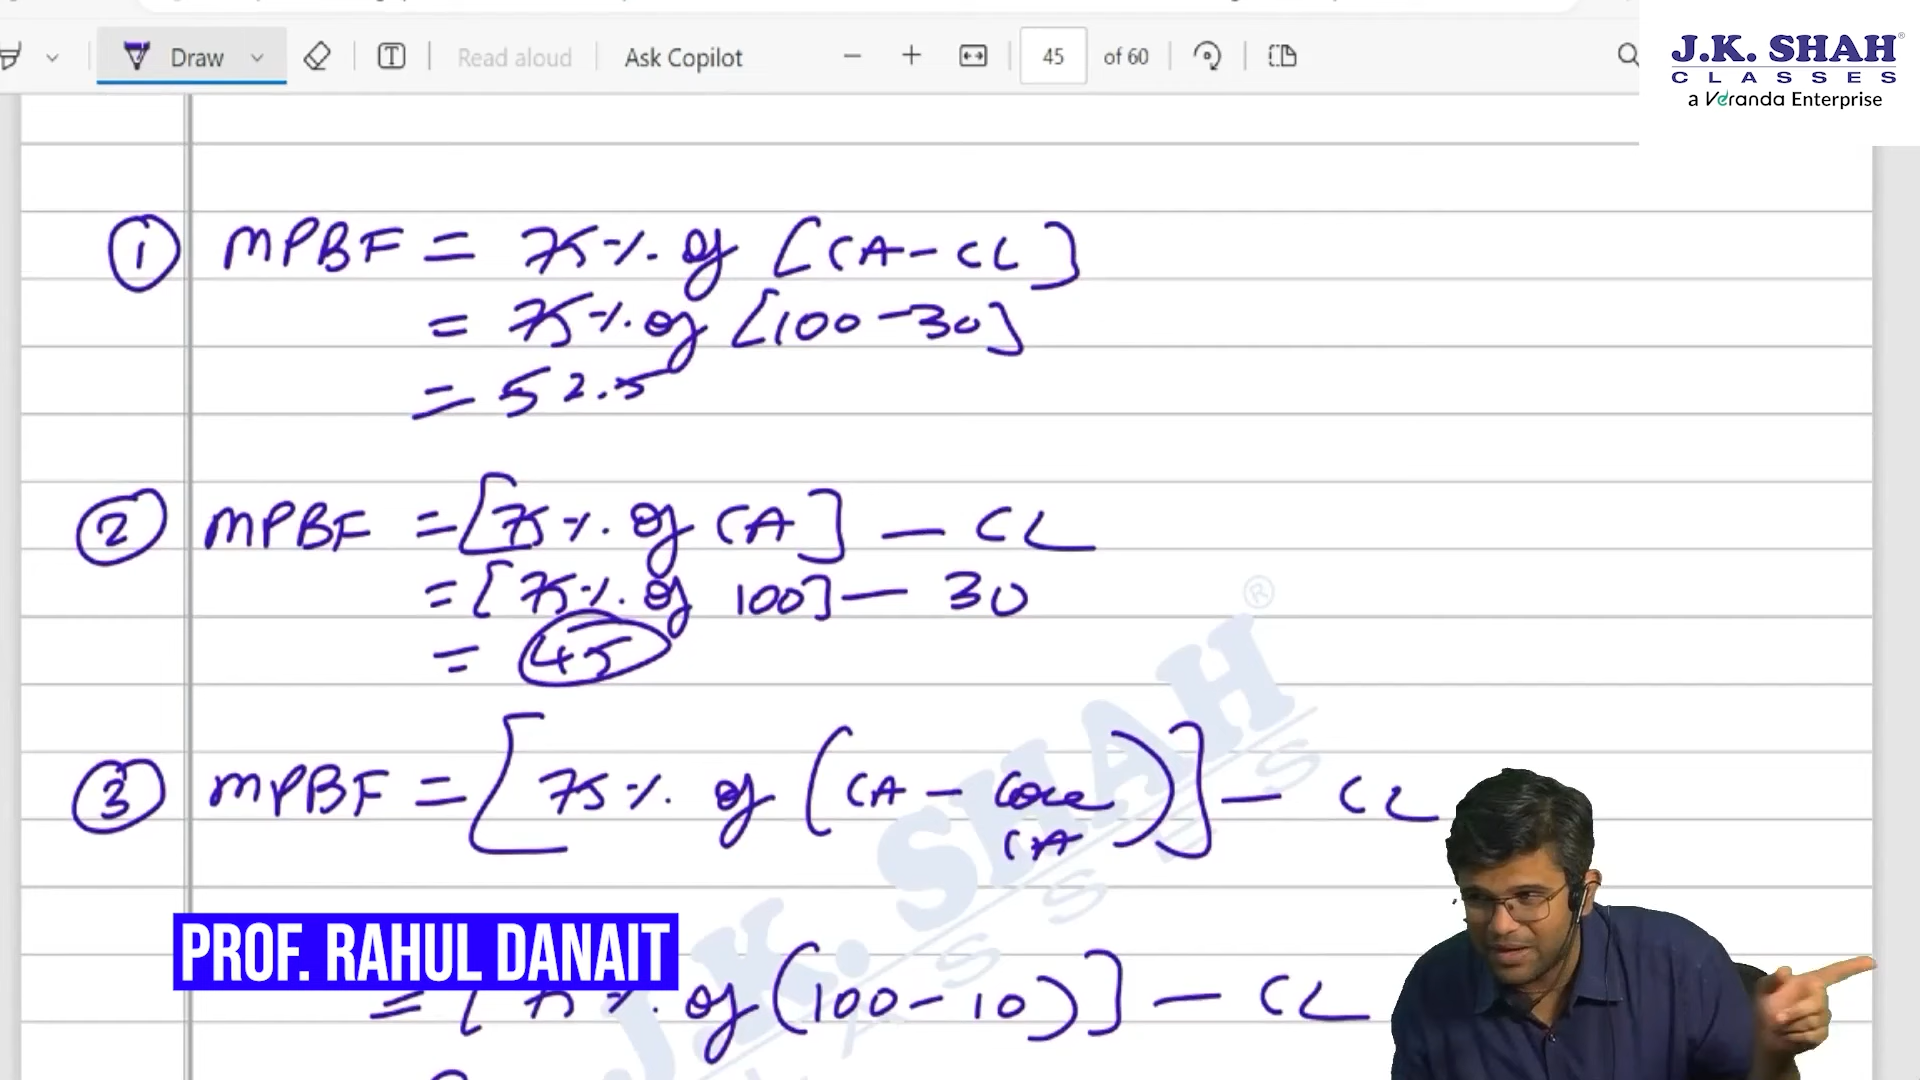 Draw
Read aloud
Ask Copilot
45 of 60
J.K. SHAH®
CLASSES
a Veranda Enterprise
① MPBF = 75% of [CA - CL]
= 75% of [100 - 30]
= 52.5
② MPBF = [75% of CA] - CL
= [75% of 100] - 30
= 45
③ MPBF = [75% of (CA - Core CA)] - CL
PROF. RAHUL DANAIT
= [75% of (100 - 10)] - CL
J.K. SHAH®